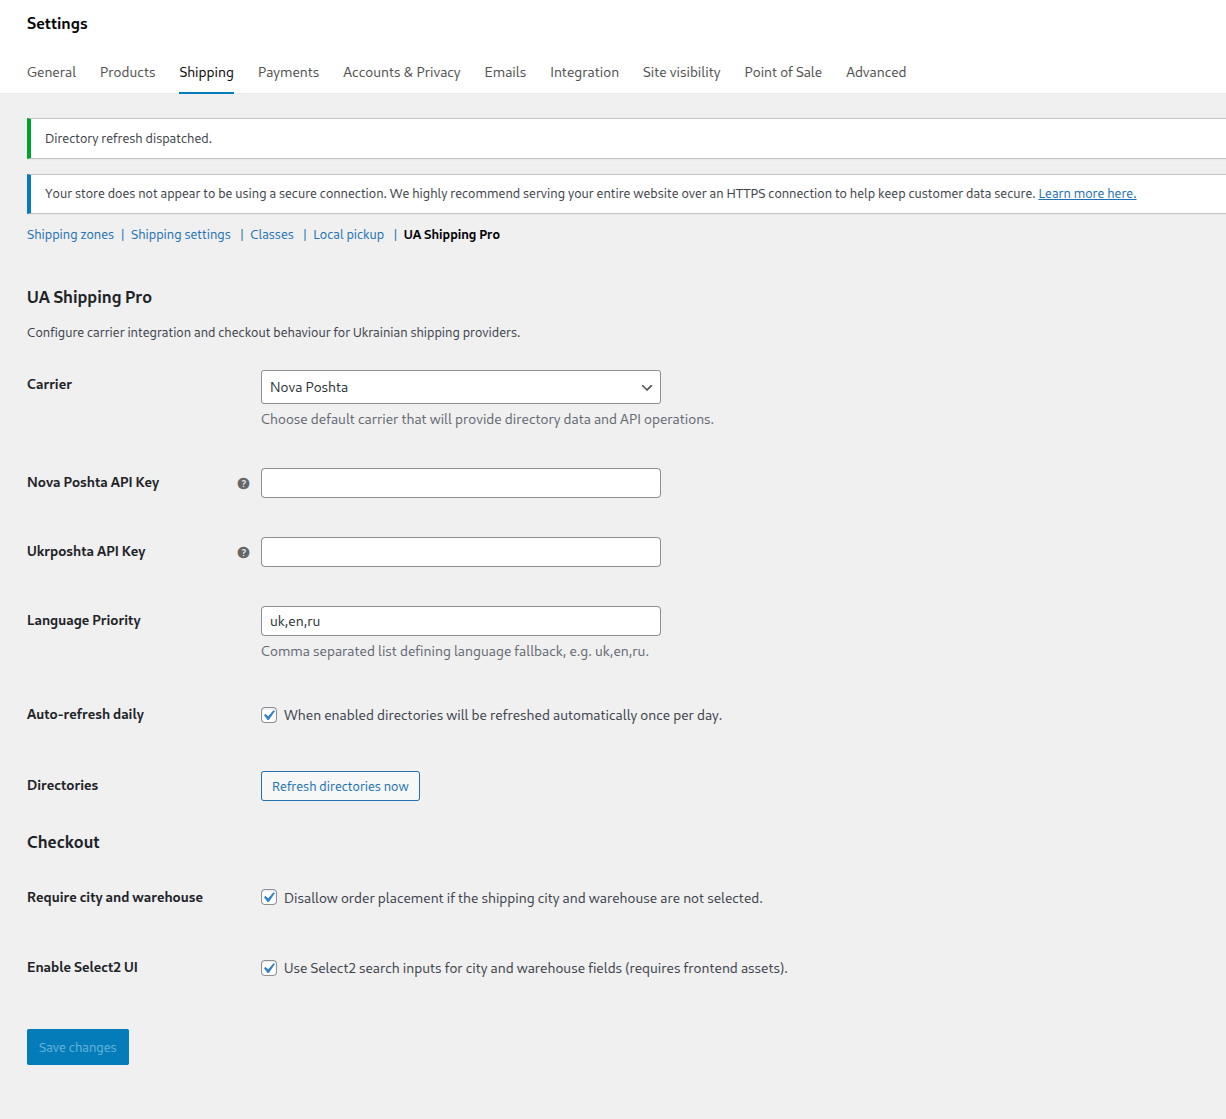 Settings
General Products Shipping Payments Accounts & Privacy Emails Integration Site visibility Point of Sale Advanced
Directory refresh dispatched.
Your store does not appear to be using a secure connection. We highly recommend serving your entire website over an HTTPS connection to help keep customer data secure. Learn more here.
Shipping zones | Shipping settings | Classes | Local pickup | UA Shipping Pro
UA Shipping Pro
Configure carrier integration and checkout behaviour for Ukrainian shipping providers.
Carrier Nova Poshta
Choose default carrier that will provide directory data and API operations.
Nova Poshta API Key ?
Ukrposhta API Key ?
Language Priority uk,en,ru
Comma separated list defining language fallback, e.g. uk,en,ru.
Auto-refresh daily When enabled directories will be refreshed automatically once per day.
Directories Refresh directories now
Checkout
Require city and warehouse Disallow order placement if the shipping city and warehouse are not selected.
Enable Select2 UI Use Select2 search inputs for city and warehouse fields (requires frontend assets).
Save changes